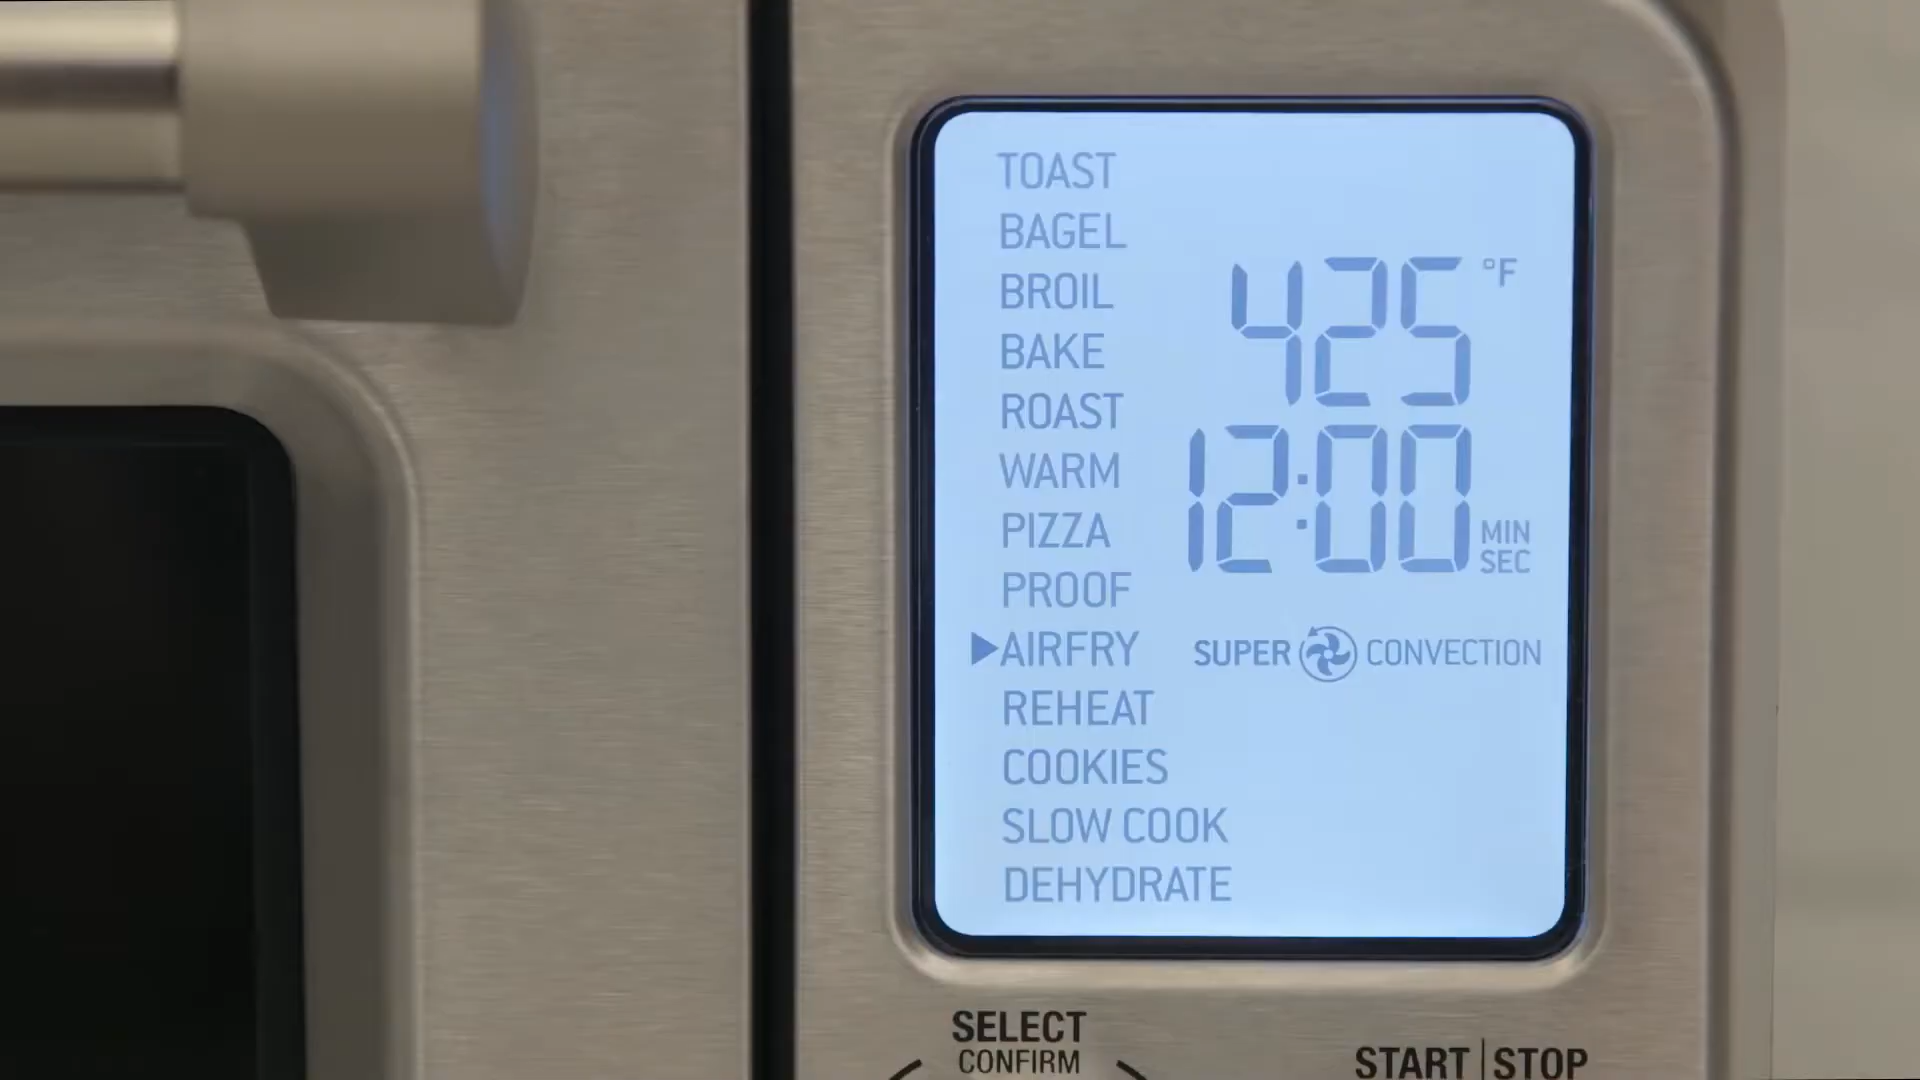 TOAST
BAGEL
BROIL
BAKE
ROAST
WARM
PIZZA
PROOF
▶AIRFRY
REHEAT
COOKIES
SLOW COOK
DEHYDRATE
425 °F
12:00 MIN SEC
SUPER CONVECTION
SELECT
CONFIRM
START|STOP